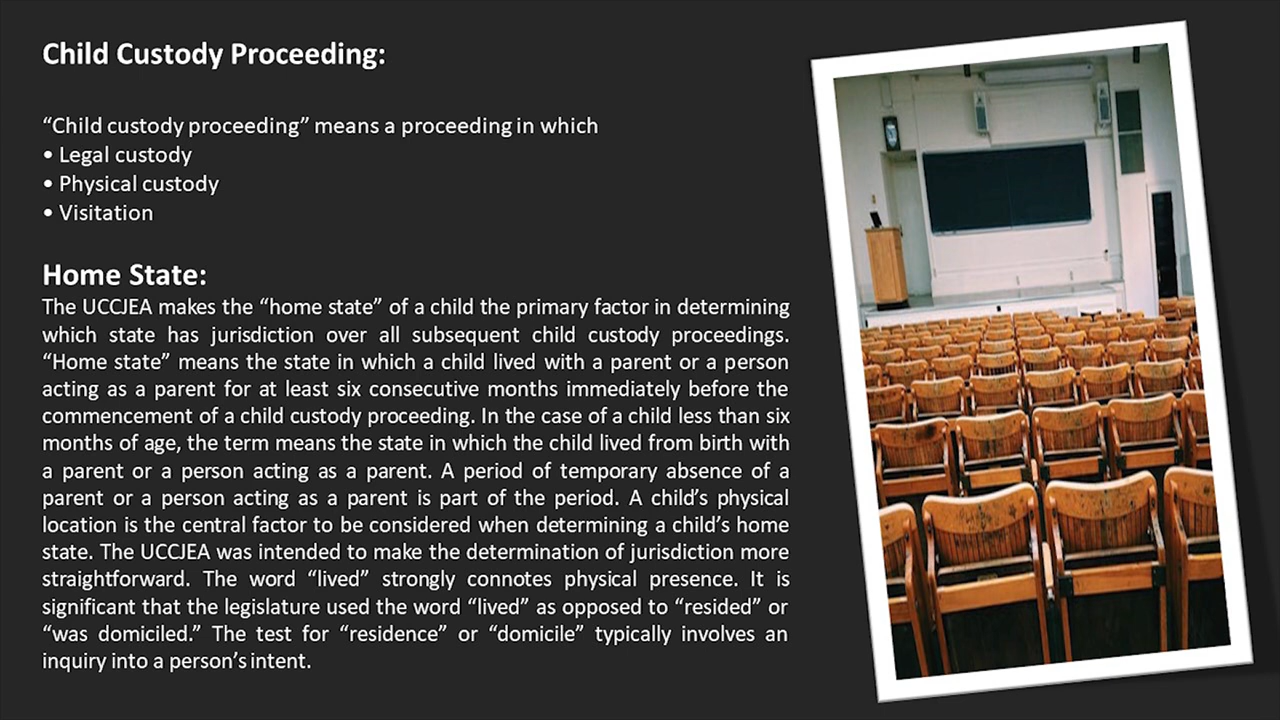 Child Custody Proceeding:
“Child custody proceeding” means a proceeding in which
• Legal custody
• Physical custody
• Visitation
Home State:
The UCCJEA makes the “home state” of a child the primary factor in determining
which state has jurisdiction over all subsequent child custody proceedings.
“Home state” means the state in which a child lived with a parent or a person
acting as a parent for at least six consecutive months immediately before the
commencement of a child custody proceeding. In the case of a child less than six
months of age, the term means the state in which the child lived from birth with
a parent or a person acting as a parent. A period of temporary absence of a
parent or a person acting as a parent is part of the period. A child’s physical
location is the central factor to be considered when determining a child’s home
state. The UCCJEA was intended to make the determination of jurisdiction more
straightforward. The word “lived” strongly connotes physical presence. It is
significant that the legislature used the word “lived” as opposed to “resided” or
“was domiciled.” The test for “residence” or “domicile” typically involves an
inquiry into a person’s intent.